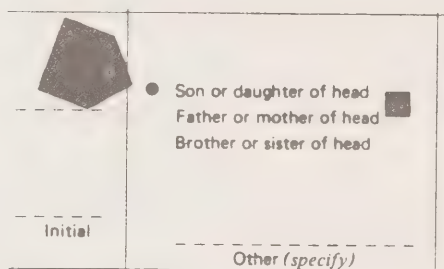 Son or daughter of head
Father or mother of head
Brother or sister of head
Initial
Other (specify)